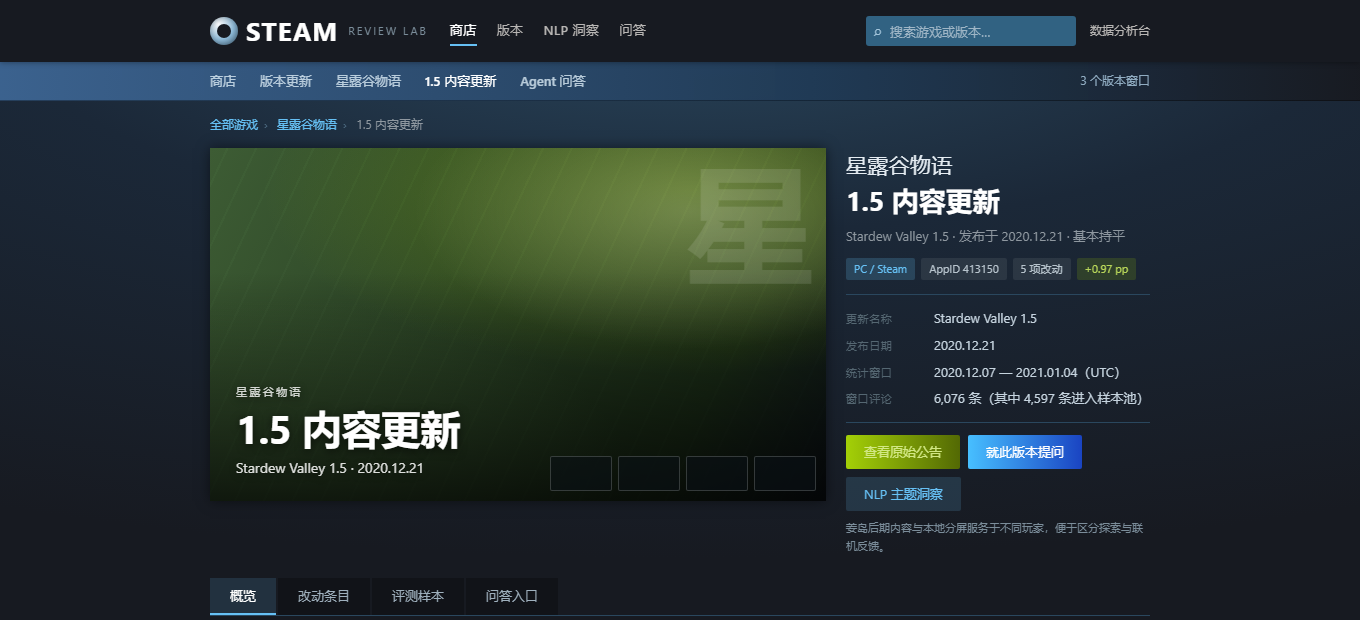 STEAM REVIEW LAB 商店 版本 NLP 洞察 问答 搜索游戏或版本... 数据分析台
商店 版本更新 星露谷物语 1.5 内容更新 Agent 问答 3 个版本窗口
全部游戏 › 星露谷物语 › 1.5 内容更新
星
星露谷物语
1.5 内容更新
Stardew Valley 1.5 · 2020.12.21
星露谷物语
1.5 内容更新
Stardew Valley 1.5 · 发布于 2020.12.21 · 基本持平
PC / Steam AppID 413150 5 项改动 +0.97 pp
更新名称 Stardew Valley 1.5
发布日期 2020.12.21
统计窗口 2020.12.07 — 2021.01.04（UTC）
窗口评论 6,076 条（其中 4,597 条进入样本池）
查看原始公告 就此版本提问
NLP 主题洞察
姜岛后期内容与本地分屏服务于不同玩家，便于区分探索与联
机反馈。
概览 改动条目 评测样本 问答入口